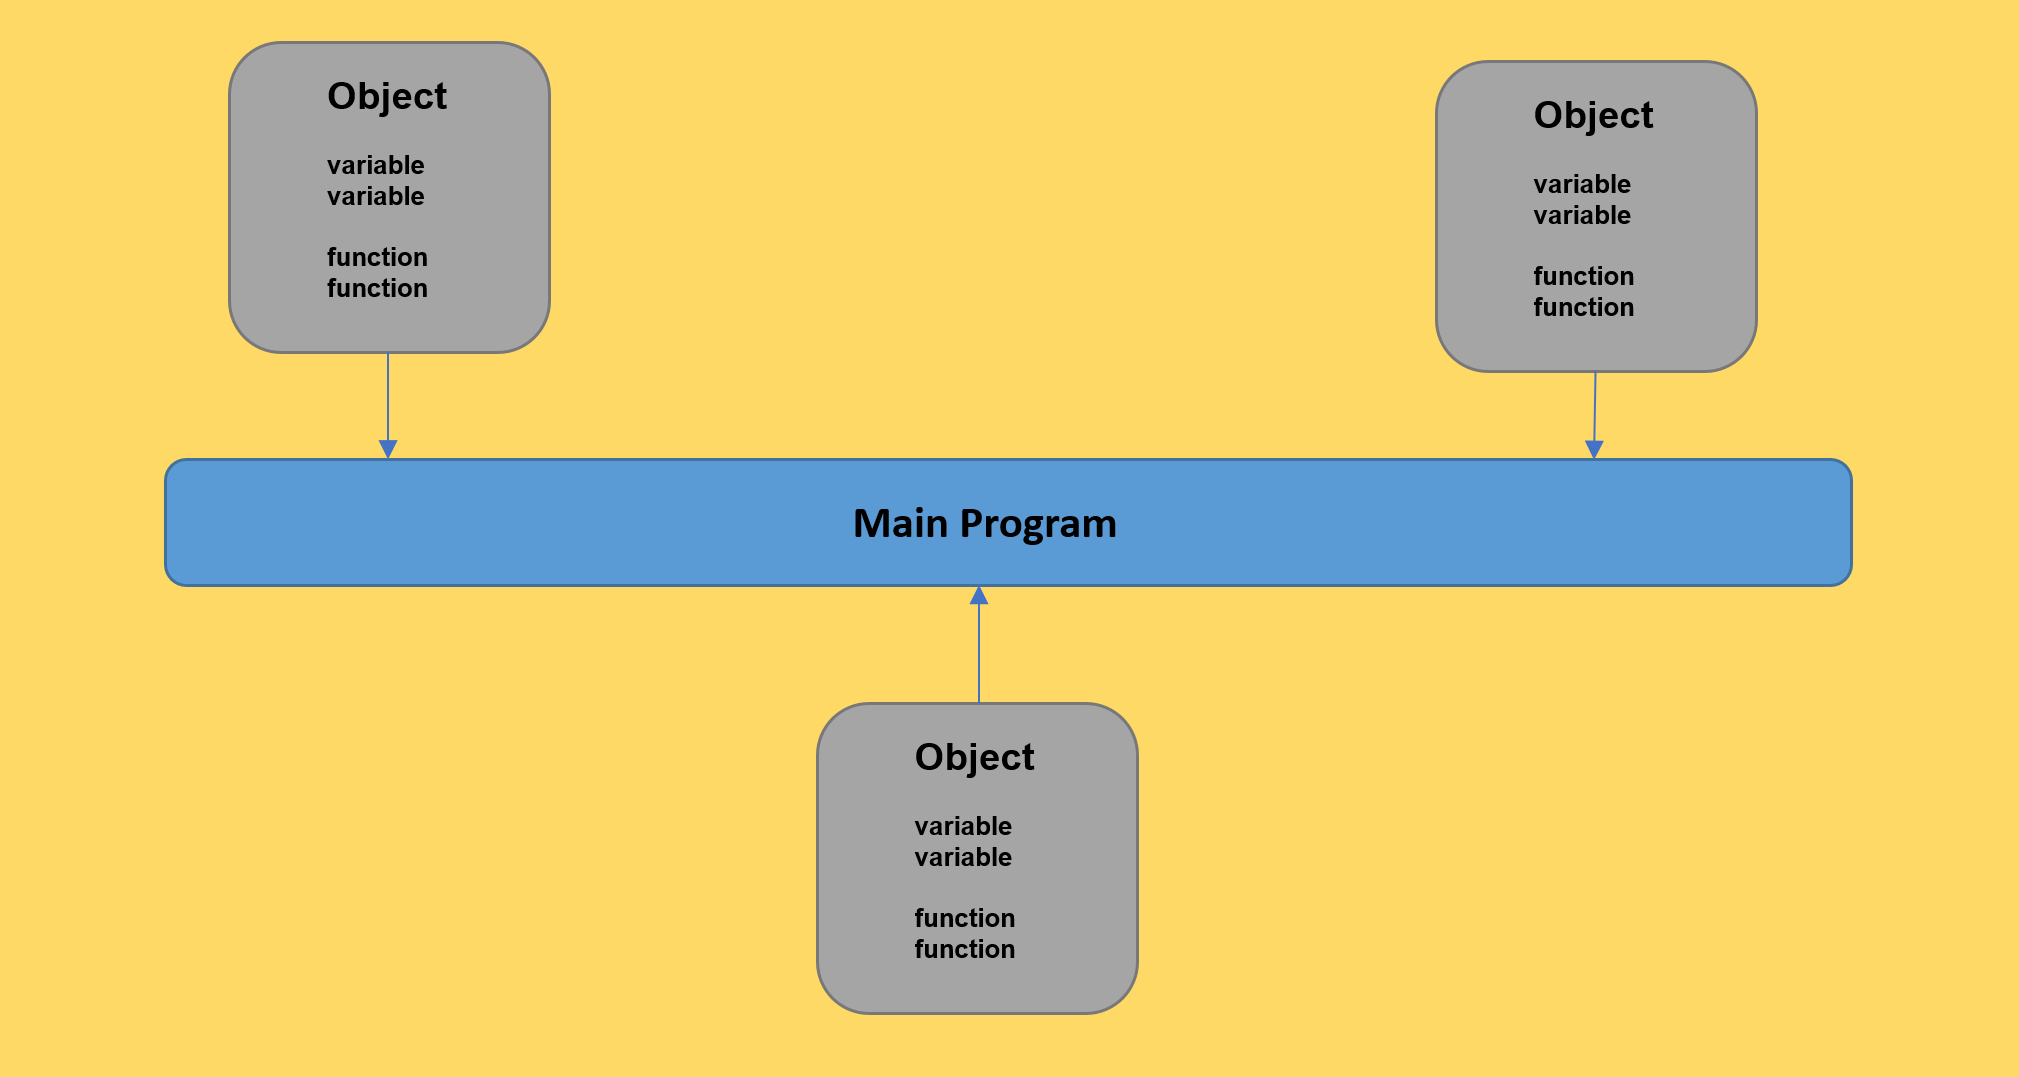 Object
variable
variable
function
function
Object
variable
variable
function
function
Main Program
Object
variable
variable
function
function